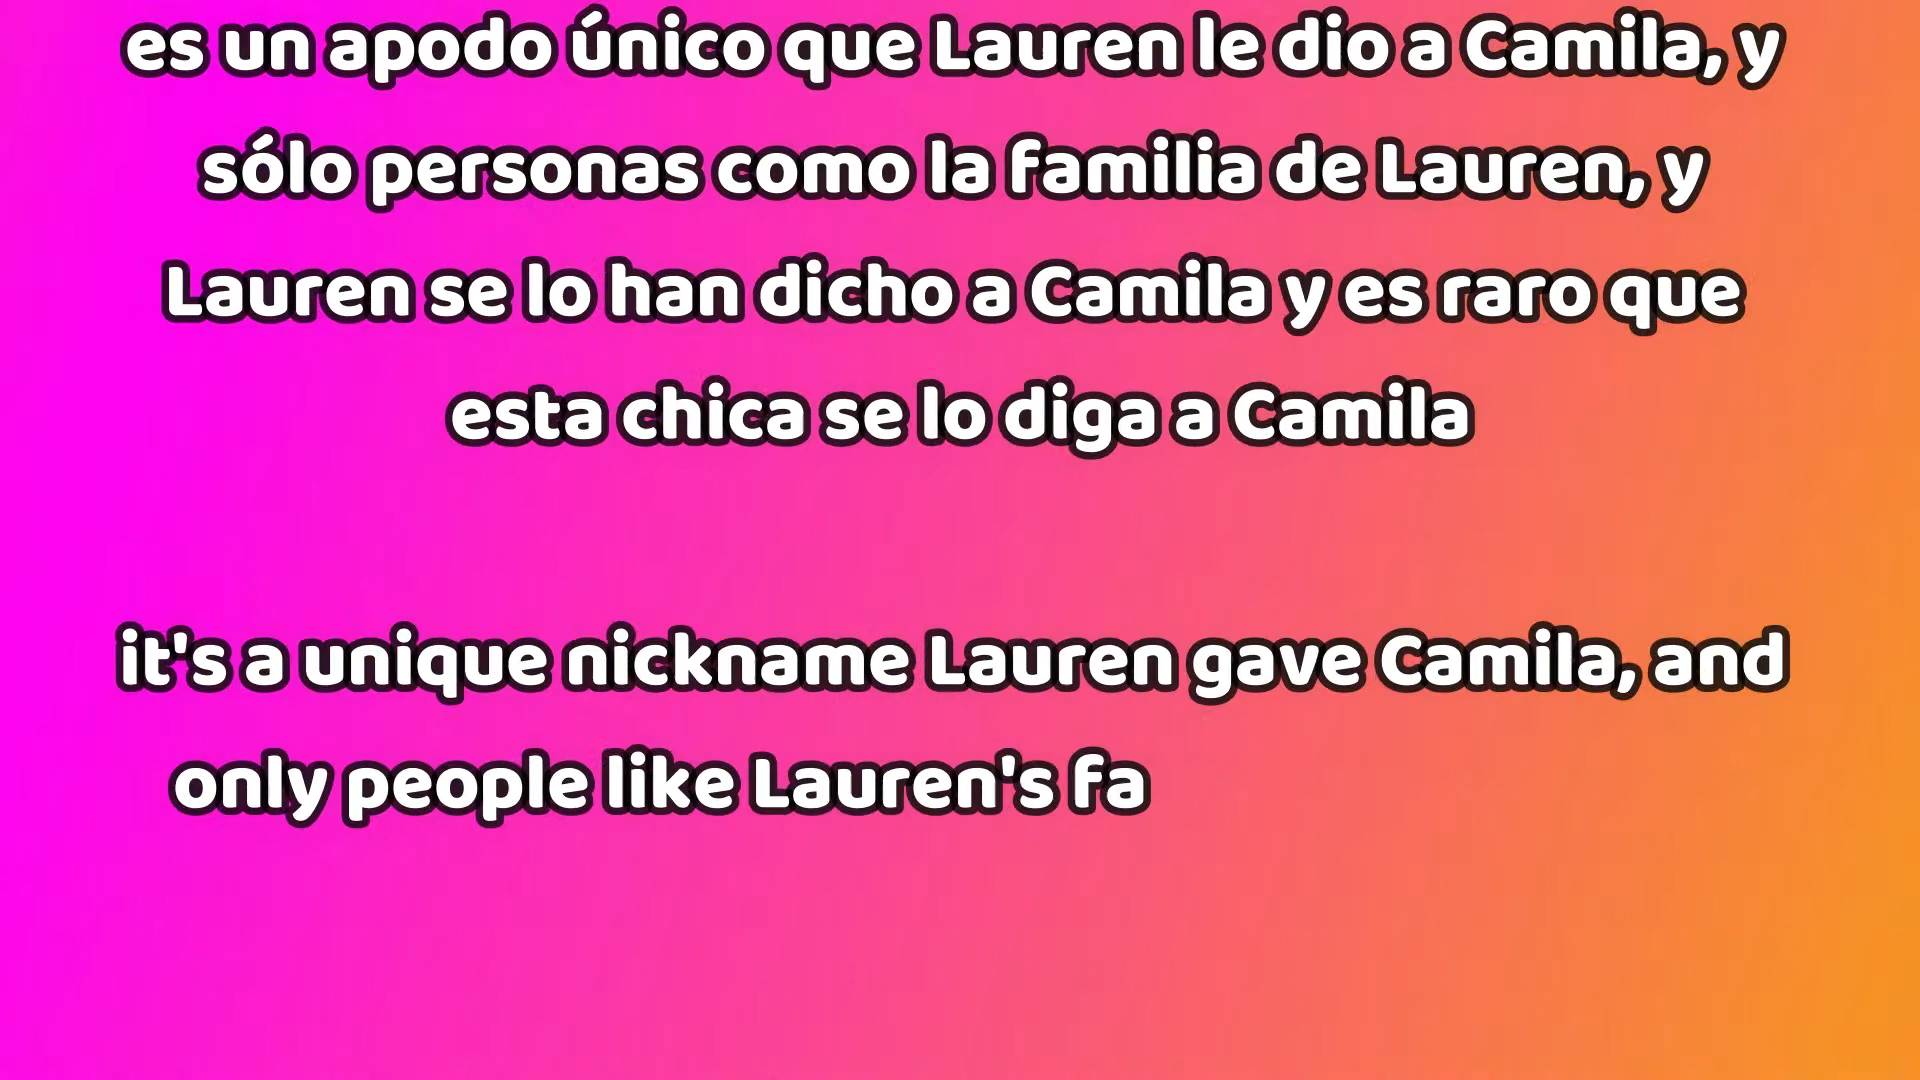 es un apodo único que Lauren le dio a Camila, y
sólo personas como la familia de Lauren, y
Lauren se lo han dicho a Camila y es raro que
esta chica se lo diga a Camila
it's a unique nickname Lauren gave Camila, and
only people like Lauren's fa